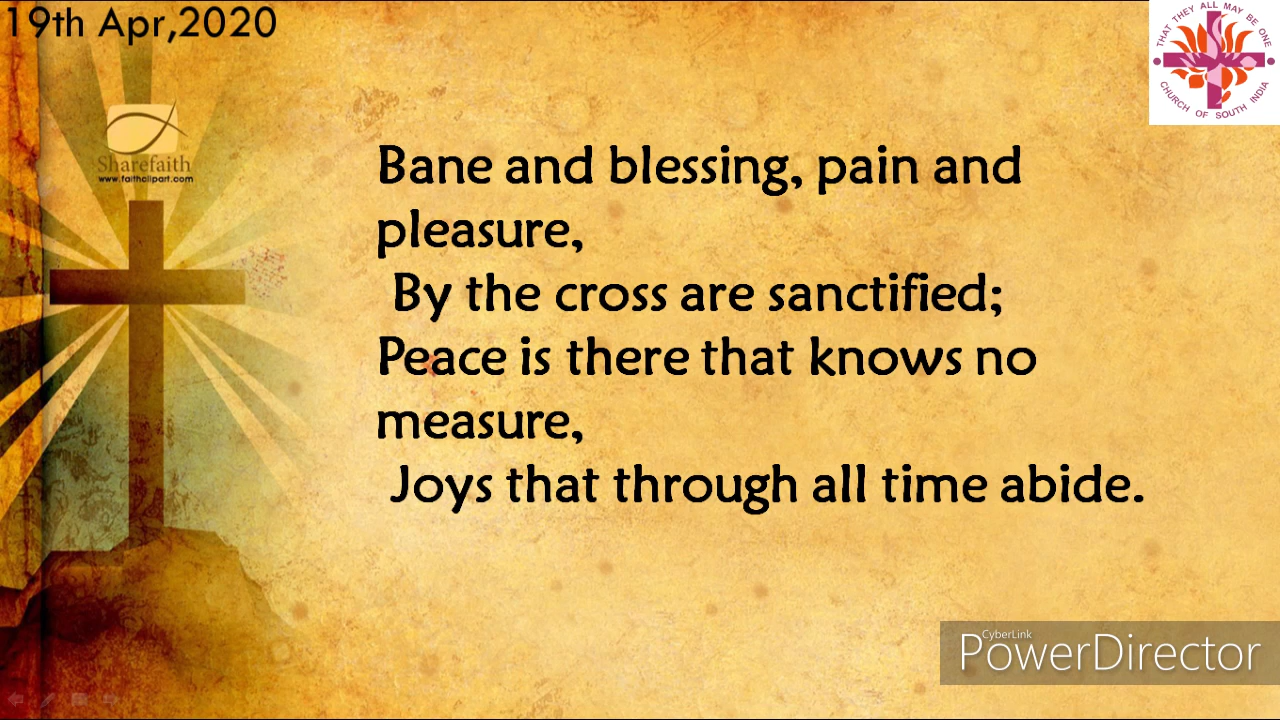 19th Apr,2020
THAT THEY ALL MAY BE ONE
CHURCH OF SOUTH INDIA
Sharefaith
www.faithclipart.com
Bane and blessing, pain and
pleasure,
By the cross are sanctified;
Peace is there that knows no
measure,
Joys that through all time abide.
CyberLink
PowerDirector